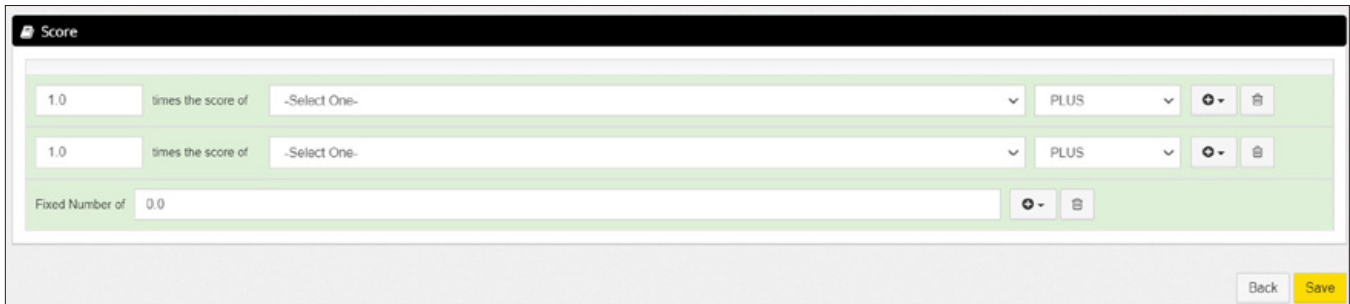 Score
1.0 times the score of -Select One- PLUS
1.0 times the score of -Select One- PLUS
Fixed Number of 0.0
Back Save